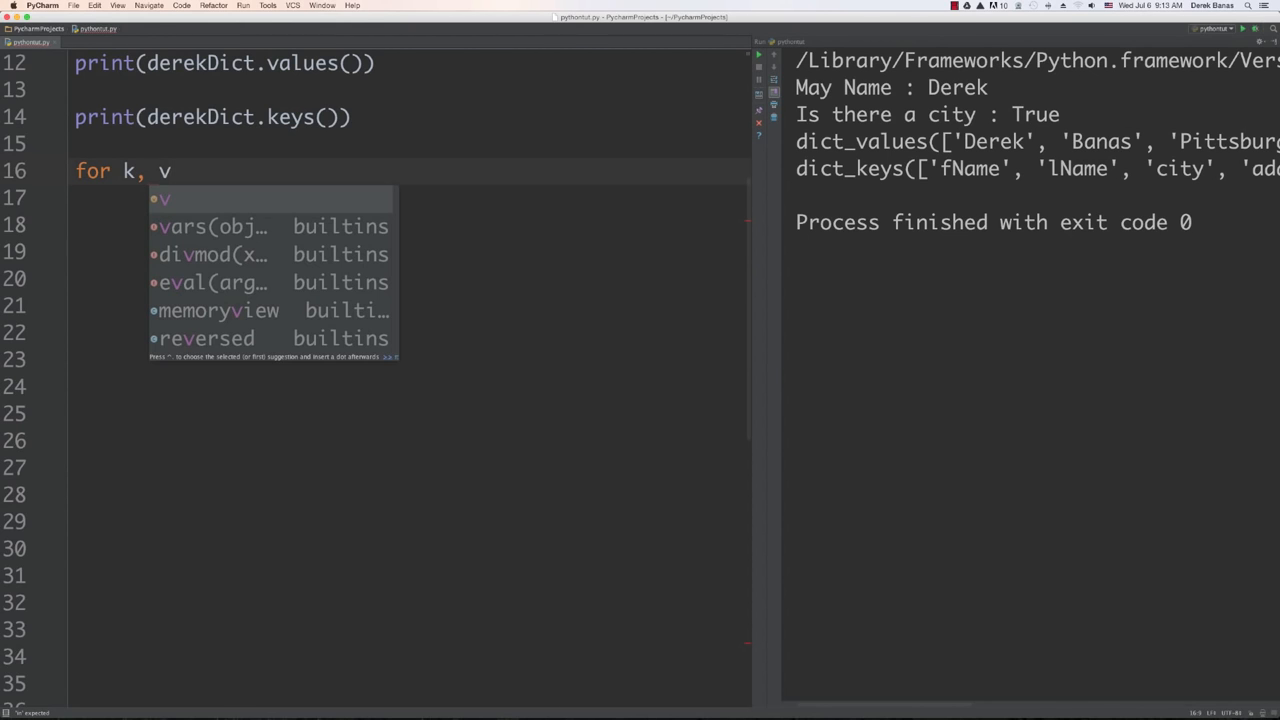 PyCharm File Edit View Navigate Code Refactor Run Tools VCS Window Help 10 Wed Jul 6 9:13 AM Derek Banas
pythontut.py - PycharmProjects - [~/PycharmProjects]
PycharmProjects pythontut.py pythontut
pythontut.py Run pythontut
12 print(derekDict.values())
13
14 print(derekDict.keys())
15
16 for k, v
17 v
18 vars(obj… builtins
19 divmod(x… builtins
20 eval(arg… builtins
21 memoryview builti…
22 reversed builtins
Press ^. to choose the selected (or first) suggestion and insert a dot afterwards >>
23
24
25
26
27
28
29
30
31
32
33
34
35
/Library/Frameworks/Python.framework/Vers
May Name : Derek
Is there a city : True
dict_values(['Derek', 'Banas', 'Pittsburg
dict_keys(['fName', 'lName', 'city', 'add
Process finished with exit code 0
'in' expected 16:9 LF‡ UTF-8‡